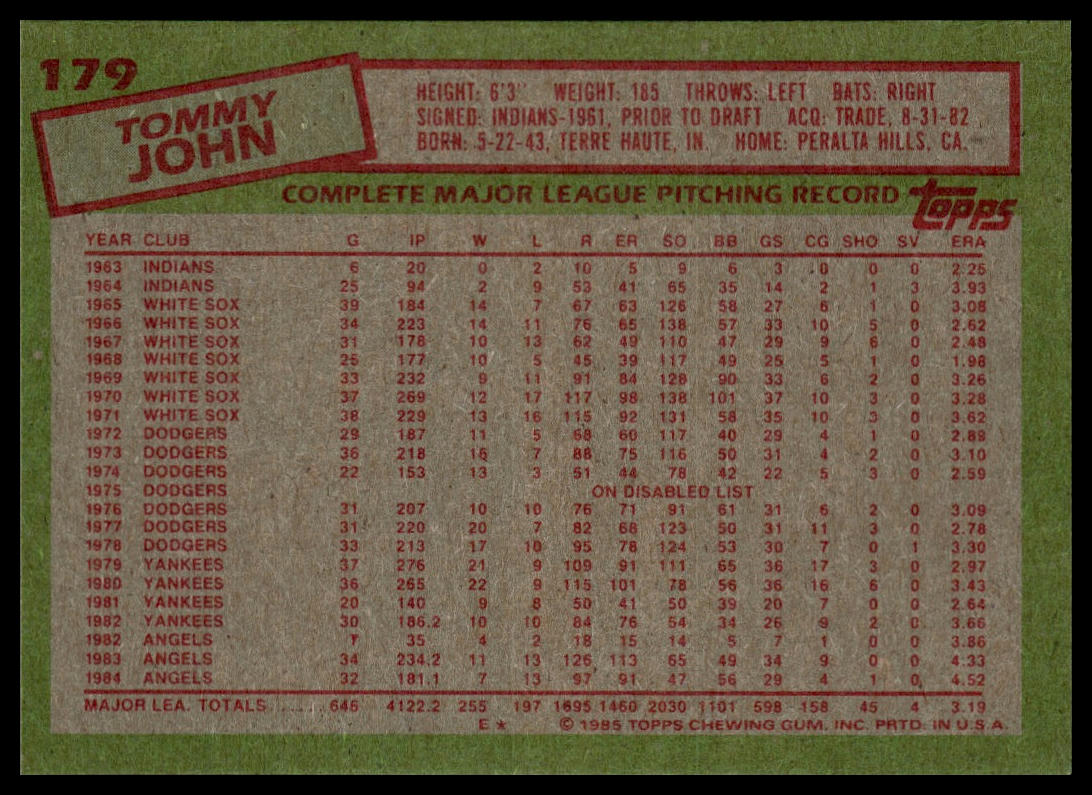 179
TOMMY
JOHN
HEIGHT: 6'3" WEIGHT: 185 THROWS: LEFT BATS: RIGHT
SIGNED: INDIANS-1961, PRIOR TO DRAFT ACQ: TRADE, 8-31-82
BORN: 5-22-43, TERRE HAUTE, IN. HOME: PERALTA HILLS, CA.
COMPLETE MAJOR LEAGUE PITCHING RECORD topps
YEAR CLUB G IP W L R ER SO BB GS CG SHO SV ERA
1963 INDIANS 6 20 0 2 10 5 9 6 3 0 0 0 2.25
1964 INDIANS 25 94 2 9 53 41 65 35 14 2 1 3 3.93
1965 WHITE SOX 39 184 14 7 67 63 126 58 27 6 1 0 3.08
1966 WHITE SOX 34 223 14 11 76 65 138 57 33 10 5 0 2.62
1967 WHITE SOX 31 178 10 13 62 49 110 47 29 9 6 0 2.48
1968 WHITE SOX 25 177 10 5 45 39 117 49 25 5 1 0 1.98
1969 WHITE SOX 33 232 9 11 91 84 128 90 33 6 2 0 3.26
1970 WHITE SOX 37 269 12 17 117 98 138 101 37 10 3 0 3.28
1971 WHITE SOX 38 229 13 16 115 92 131 58 35 10 3 0 3.62
1972 DODGERS 29 187 11 5 68 60 117 40 29 4 1 0 2.89
1973 DODGERS 36 218 16 7 88 75 116 50 31 4 2 0 3.10
1974 DODGERS 22 153 13 3 51 44 78 42 22 5 3 0 2.59
1975 DODGERS ON DISABLED LIST
1976 DODGERS 31 207 10 10 76 71 91 61 31 6 2 0 3.09
1977 DODGERS 31 220 20 7 82 68 123 50 31 11 3 0 2.78
1978 DODGERS 33 213 17 10 95 78 124 53 30 7 0 1 3.30
1979 YANKEES 37 276 21 9 109 91 111 65 36 17 3 0 2.97
1980 YANKEES 36 265 22 9 115 101 78 56 36 16 6 0 3.43
1981 YANKEES 20 140 9 8 50 41 50 39 20 7 0 0 2.64
1982 YANKEES 30 186.2 10 10 84 76 54 34 26 9 2 0 3.66
1982 ANGELS 7 35 4 2 18 15 14 5 7 1 0 0 3.86
1983 ANGELS 34 234.2 11 13 126 113 65 49 34 9 0 0 4.33
1984 ANGELS 32 181.1 7 13 97 91 47 56 29 4 1 0 4.52
MAJOR LEA. TOTALS ...... 646 4122.2 255 197 1695 1460 2030 1101 598 158 45 4 3.19
E * © 1985 TOPPS CHEWING GUM, INC. PRTD. IN U.S.A.